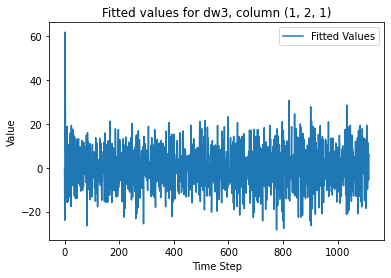 Fitted values for dw3, column (1, 2, 1)
Fitted Values
60
40
20
0
−20
Value
0 200 400 600 800 1000
Time Step